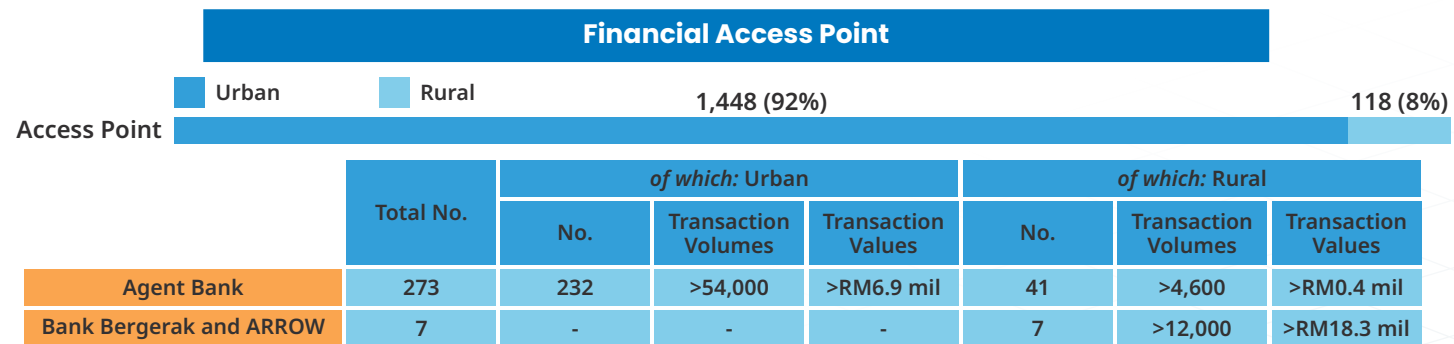 Financial Access Point
Urban
Rural
1,448 (92%)
118 (8%)
Access Point
Total No.
of which: Urban
of which: Rural
No.
Transaction Volumes
Transaction Values
No.
Transaction Volumes
Transaction Values
Agent Bank 273 232 >54,000 >RM6.9 mil 41 >4,600 >RM0.4 mil
Bank Bergerak and ARROW 7 - - - 7 >12,000 >RM18.3 mil